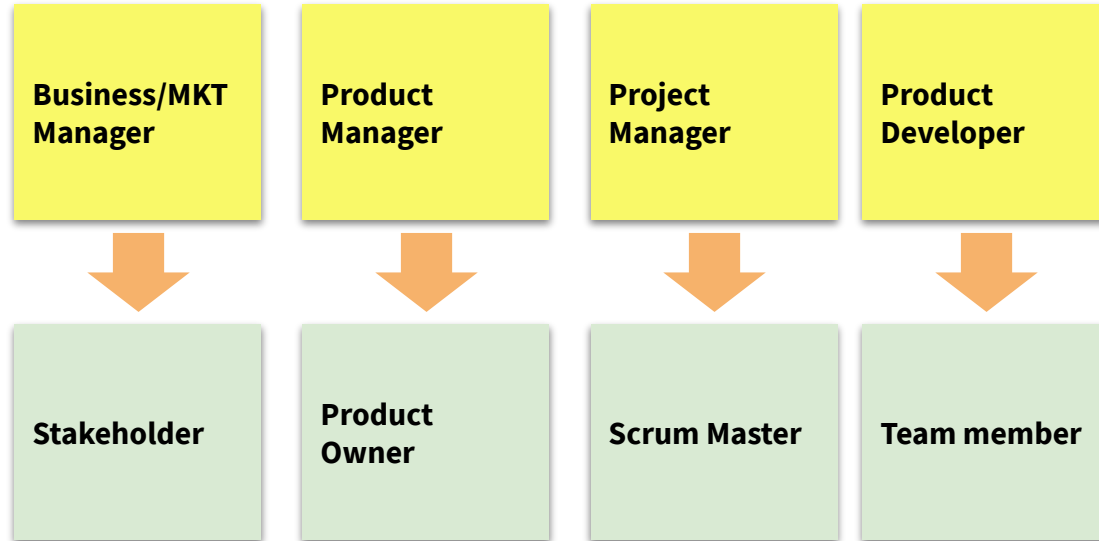 Business/MKT
Manager
Product
Manager
Project
Manager
Product
Developer
Stakeholder
Product
Owner
Scrum Master
Team member